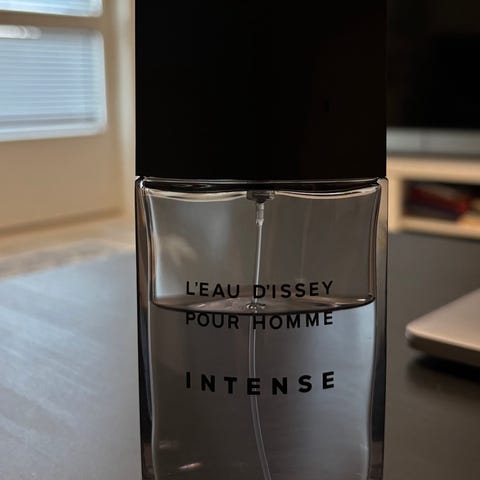 L'EAU D'ISSEY
POUR HOMME
INTENSE